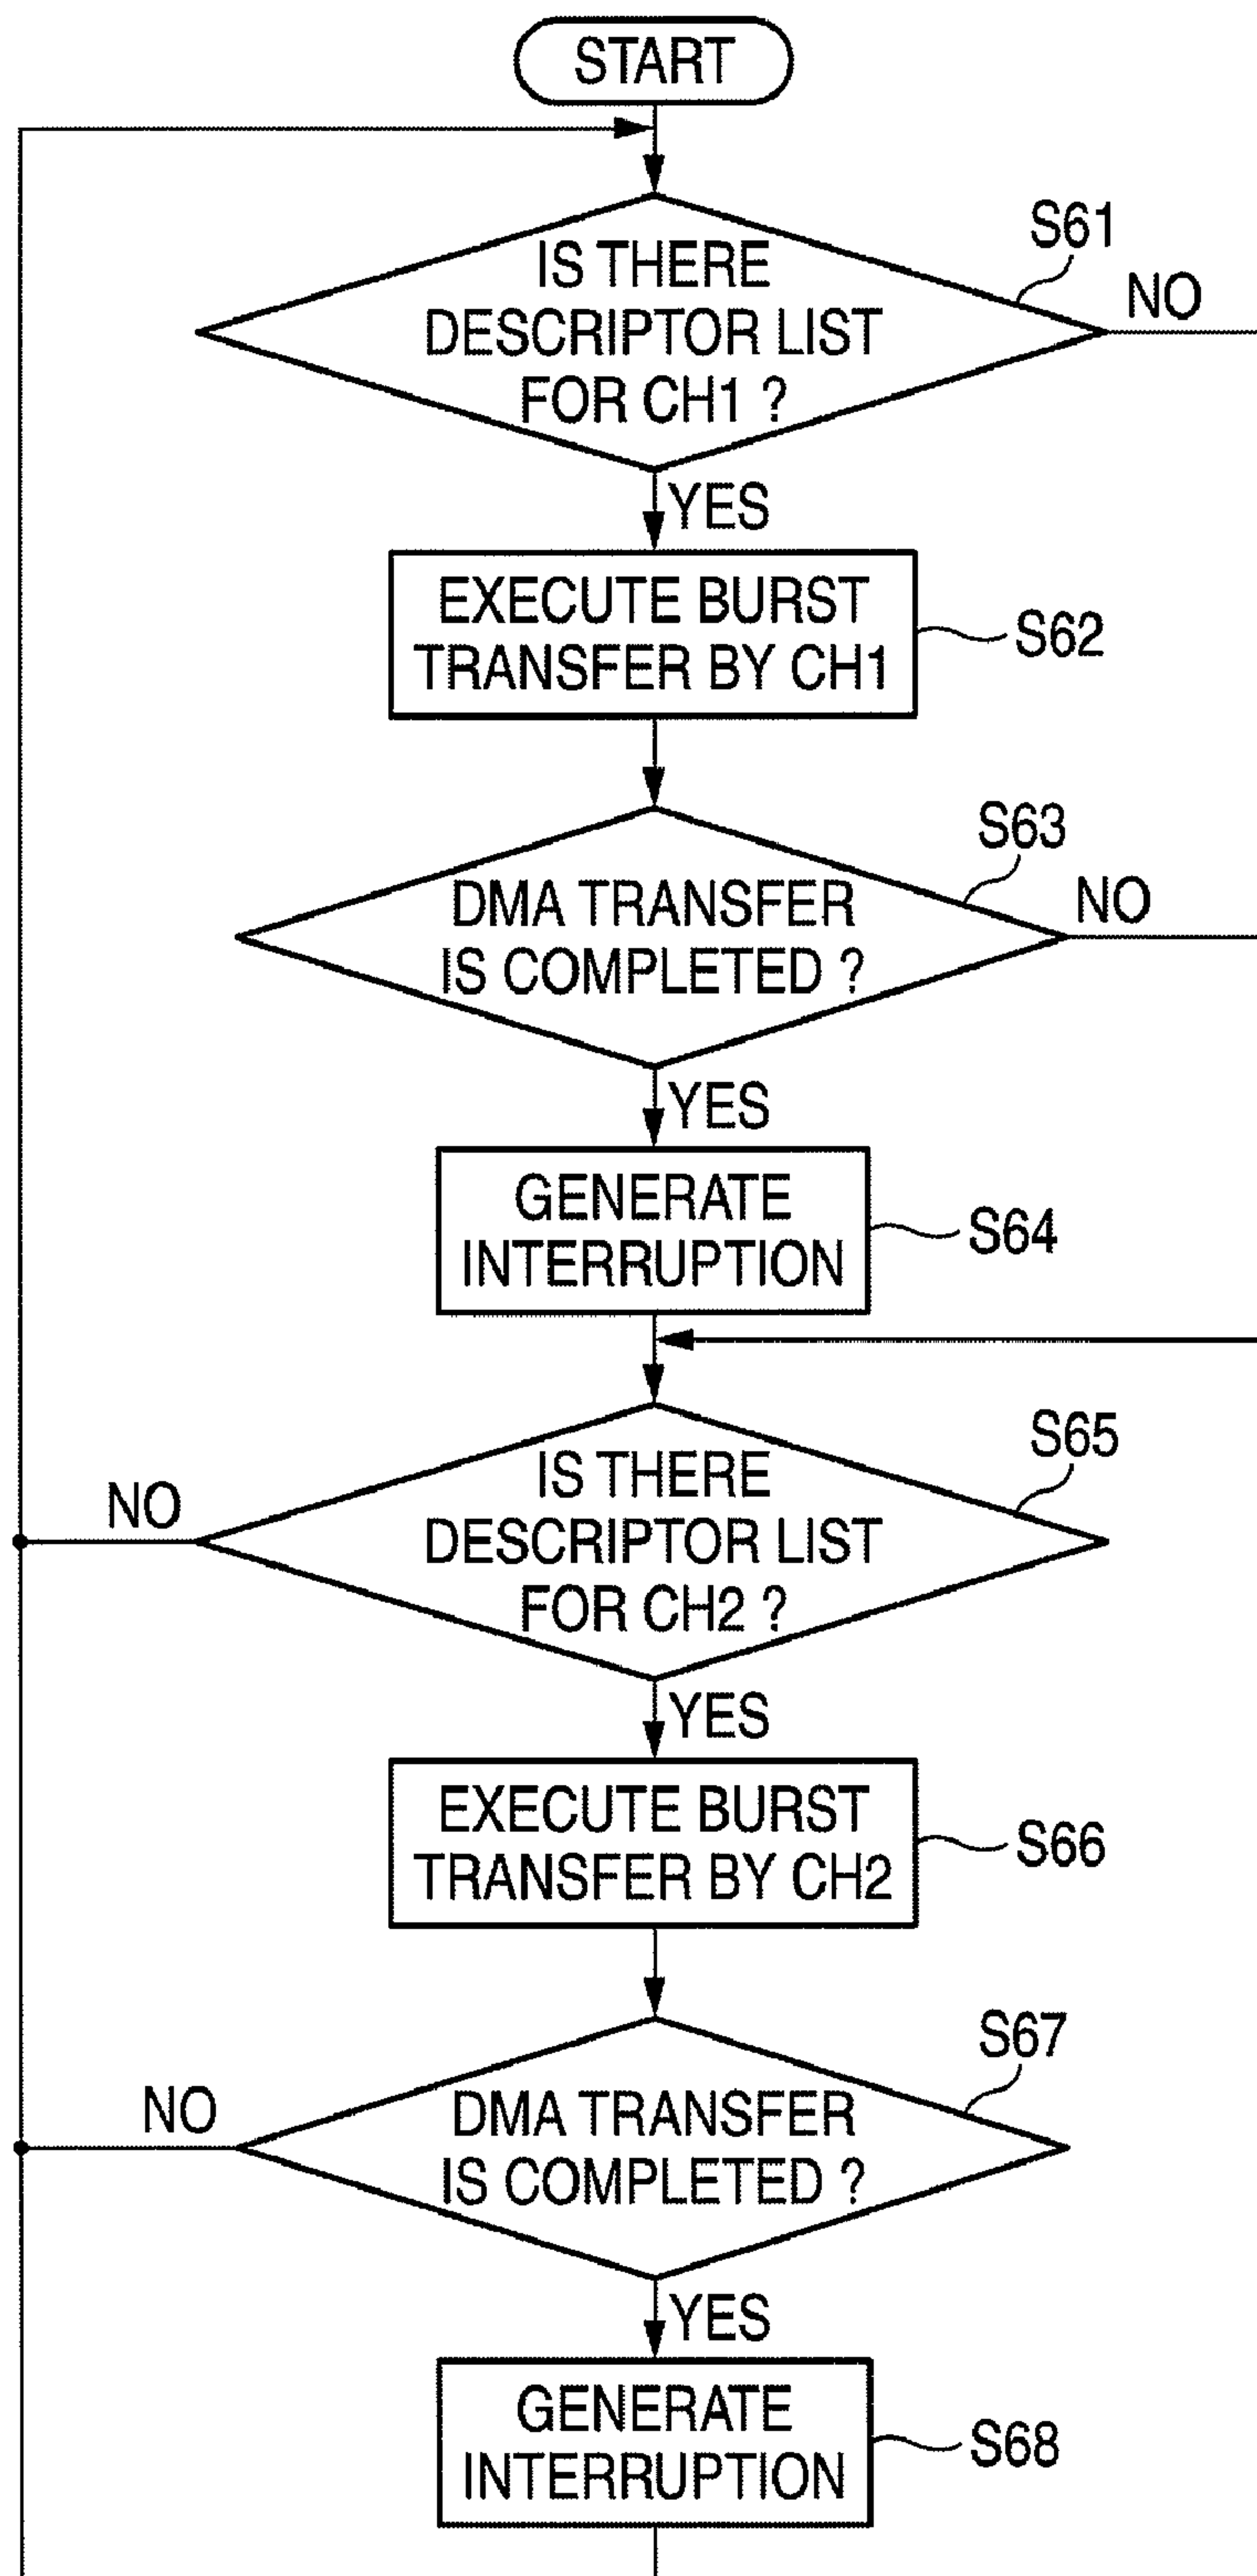 START
IS THERE
DESCRIPTOR LIST
FOR CH1 ?
S61
NO
YES
EXECUTE BURST
TRANSFER BY CH1
S62
DMA TRANSFER
IS COMPLETED ?
S63
NO
YES
GENERATE
INTERRUPTION
S64
IS THERE
DESCRIPTOR LIST
FOR CH2 ?
S65
NO
YES
EXECUTE BURST
TRANSFER BY CH2
S66
DMA TRANSFER
IS COMPLETED ?
S67
NO
YES
GENERATE
INTERRUPTION
S68